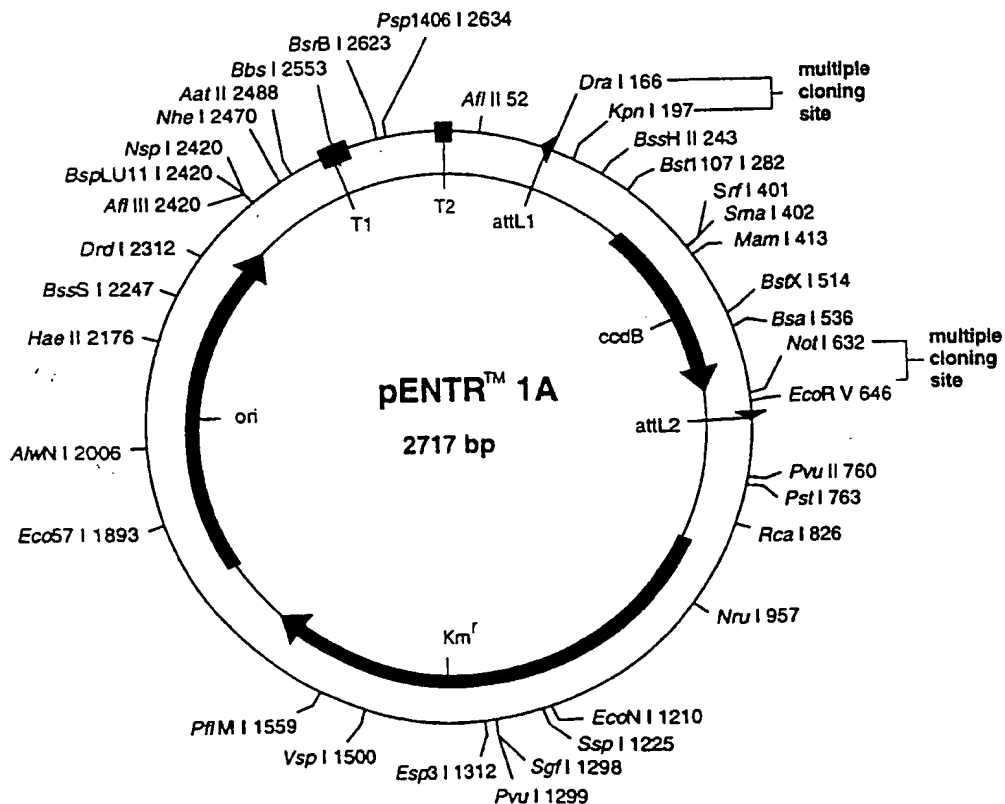 Psp1406 I 2634
BsrB I 2623
Bbs I 2553
Aat II 2488
Nhe I 2470
Nsp I 2420
BspLU11 I 2420
Afl III 2420
Drd I 2312
BssS I 2247
Hae II 2176
AlwN I 2006
Eco57 I 1893
Afl II 52
Dra I 166
Kpn I 197
multiple
cloning
site
BssH II 243
Bst1107 I 282
Srf I 401
Sma I 402
Mam I 413
BstX I 514
Bsa I 536
Not I 632
EcoR V 646
multiple
cloning
site
Pvu II 760
Pst I 763
Rca I 826
Nru I 957
EcoN I 1210
Ssp I 1225
Sgf I 1298
Pvu I 1299
Esp3 I 1312
Vsp I 1500
PflM I 1559
T1
T2
attL1
ccdB
attL2
ori
Kmr
pENTR™ 1A
2717 bp